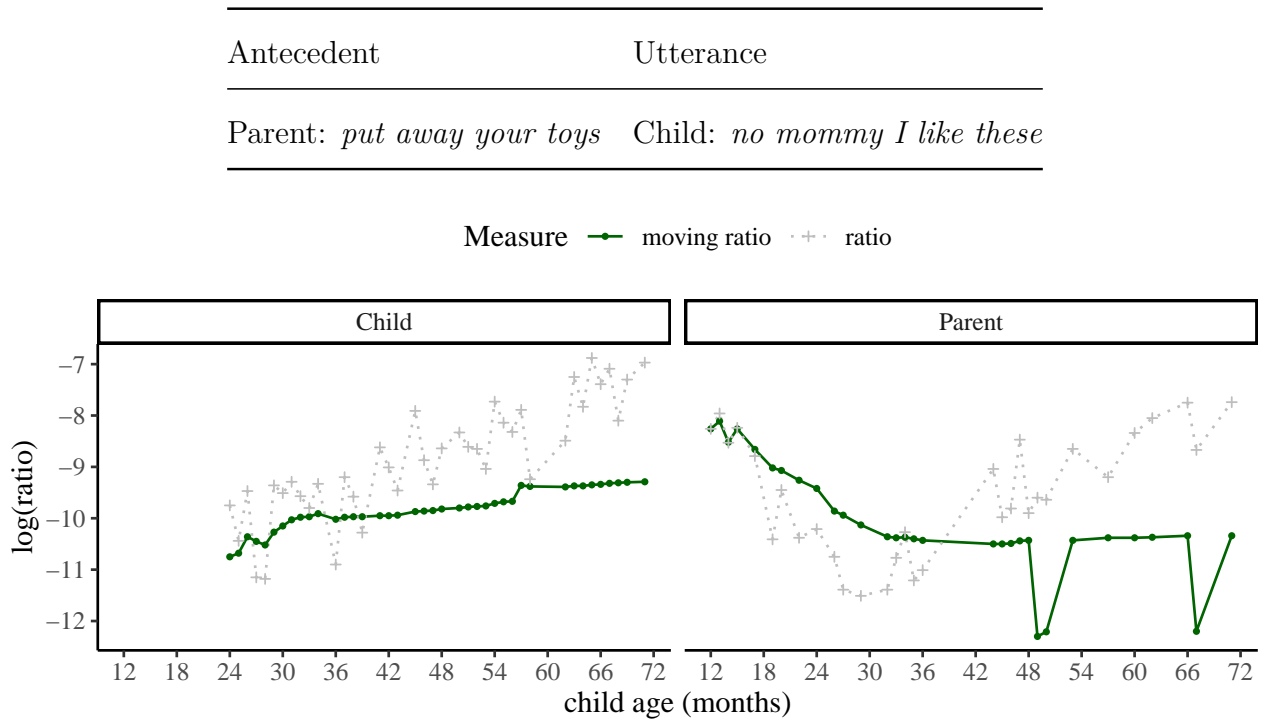 Antecedent Utterance
Parent: put away your toys Child: no mommy I like these
Measure moving ratio ratio
Child Parent
log(ratio)
−7
−8
−9
−10
−11
−12
12 18 24 30 36 42 48 54 60 66 72 12 18 24 30 36 42 48 54 60 66 72
child age (months)